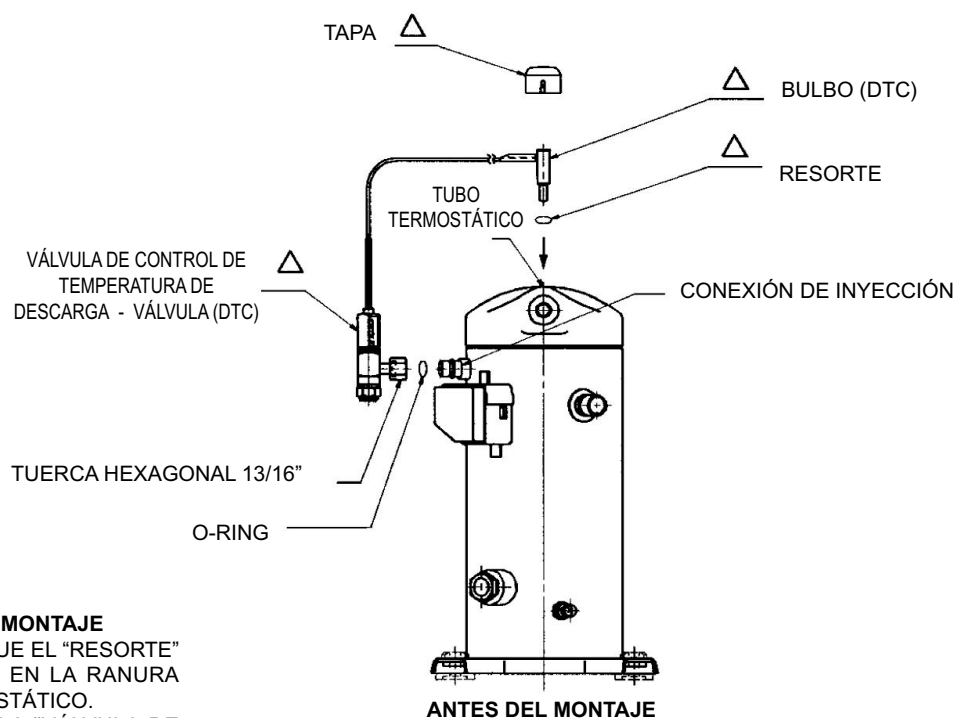 TAPA
BULBO (DTC)
RESORTE
TUBO
TERMOSTÁTICO
VÁLVULA DE CONTROL DE
TEMPERATURA DE
DESCARGA - VÁLVULA (DTC)
CONEXIÓN DE INYECCIÓN
TUERCA HEXAGONAL 13/16”
O-RING
MONTAJE
UE EL “RESORTE”
EN LA RANURA
STÁTICO.
ANTES DEL MONTAJE